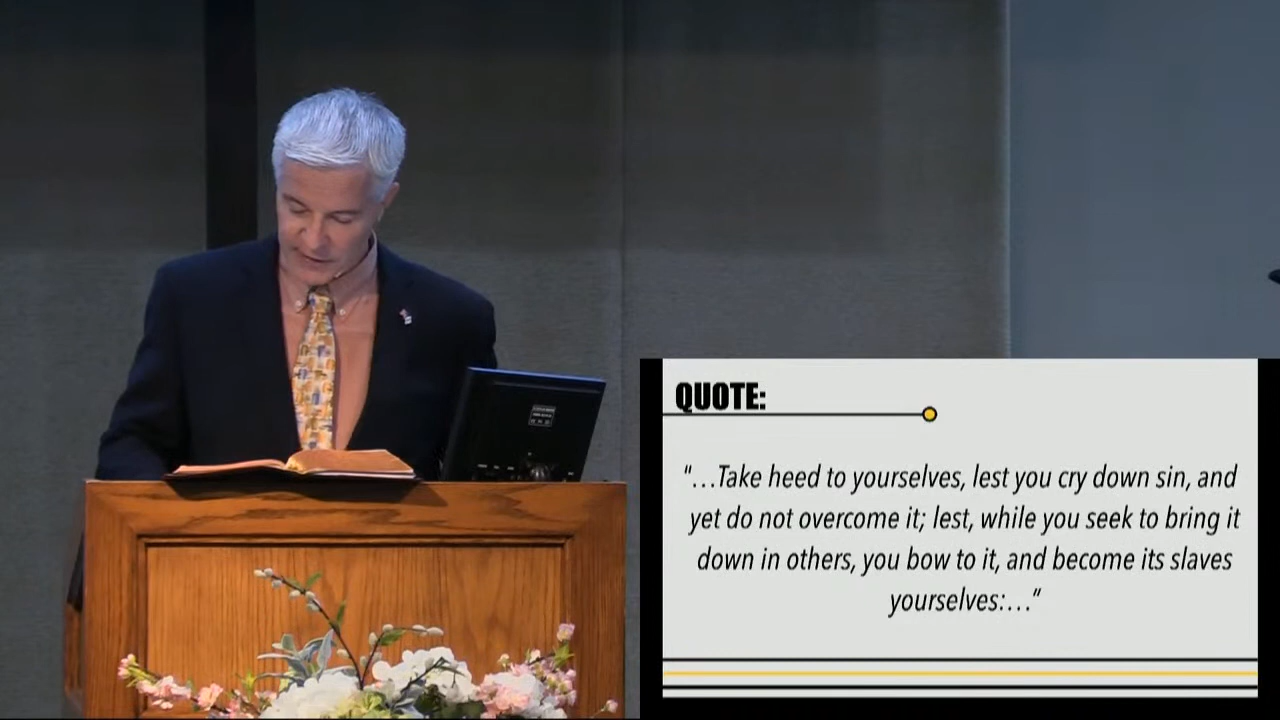 QUOTE:
"...Take heed to yourselves, lest you cry down sin, and
yet do not overcome it; lest, while you seek to bring it
down in others, you bow to it, and become its slaves
yourselves:..."